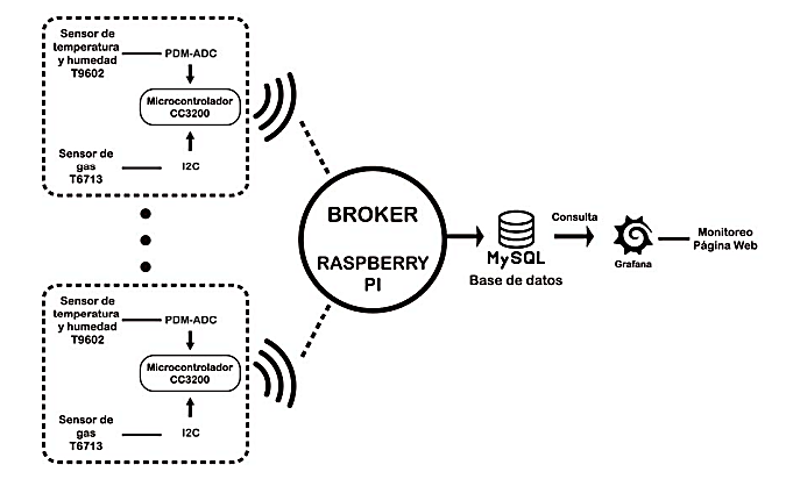 Sensor de
temperatura
y humedad
T9602
PDM-ADC
Microcontrolador
CC3200
Sensor de
gas
T6713
I2C
BROKER
RASPBERRY
PI
MySQL
Base de datos
Consulta
Grafana
Monitoreo
Página Web
Sensor de
temperatura
y humedad
T9602
PDM-ADC
Microcontrolador
CC3200
Sensor de
gas
T6713
I2C